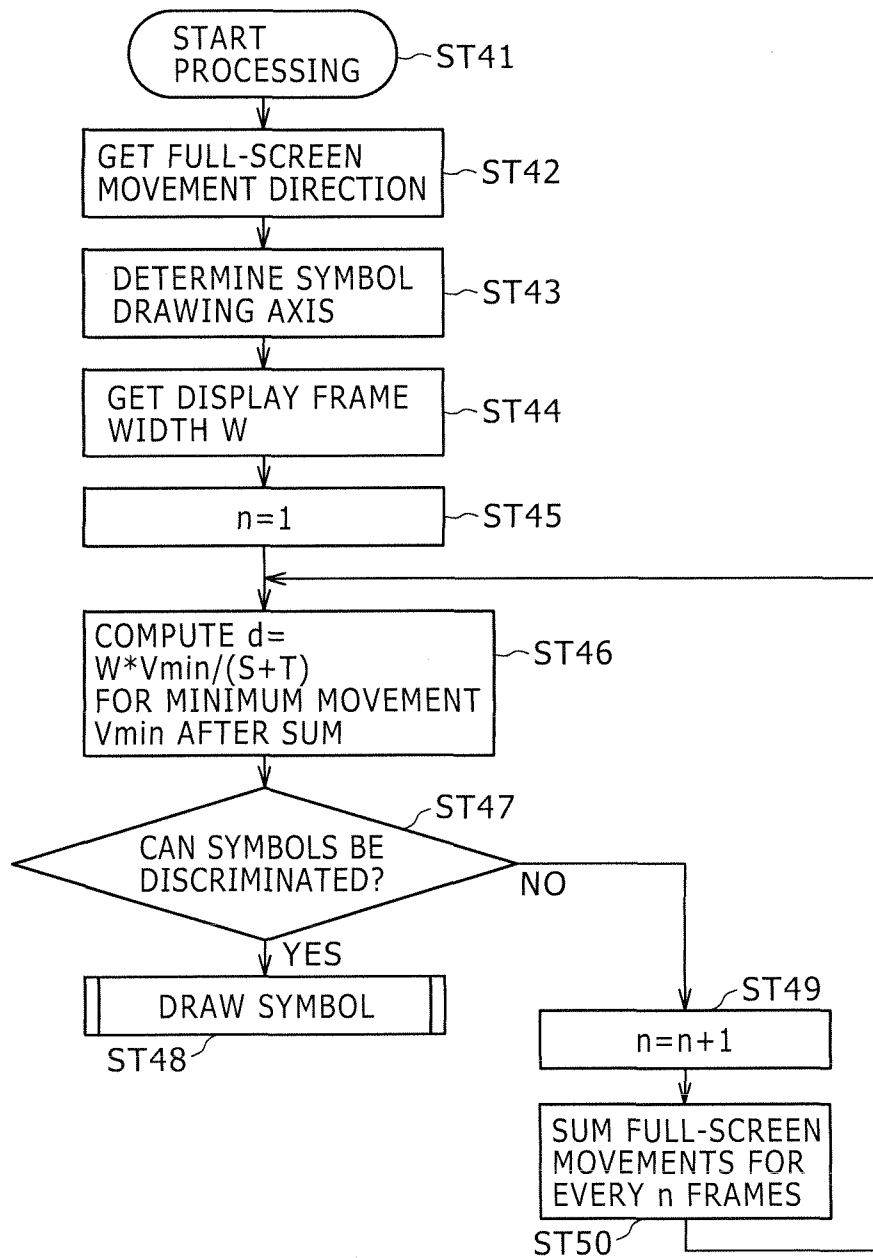 START
PROCESSING
ST41
GET FULL-SCREEN
MOVEMENT DIRECTION
ST42
DETERMINE SYMBOL
DRAWING AXIS
ST43
GET DISPLAY FRAME
WIDTH W
ST44
n=1
ST45
COMPUTE d=
W*Vmin/(S+T)
FOR MINIMUM MOVEMENT
Vmin AFTER SUM
ST46
ST47
CAN SYMBOLS BE
DISCRIMINATED?
NO
YES
DRAW SYMBOL
ST48
ST49
n=n+1
SUM FULL-SCREEN
MOVEMENTS FOR
EVERY n FRAMES
ST50